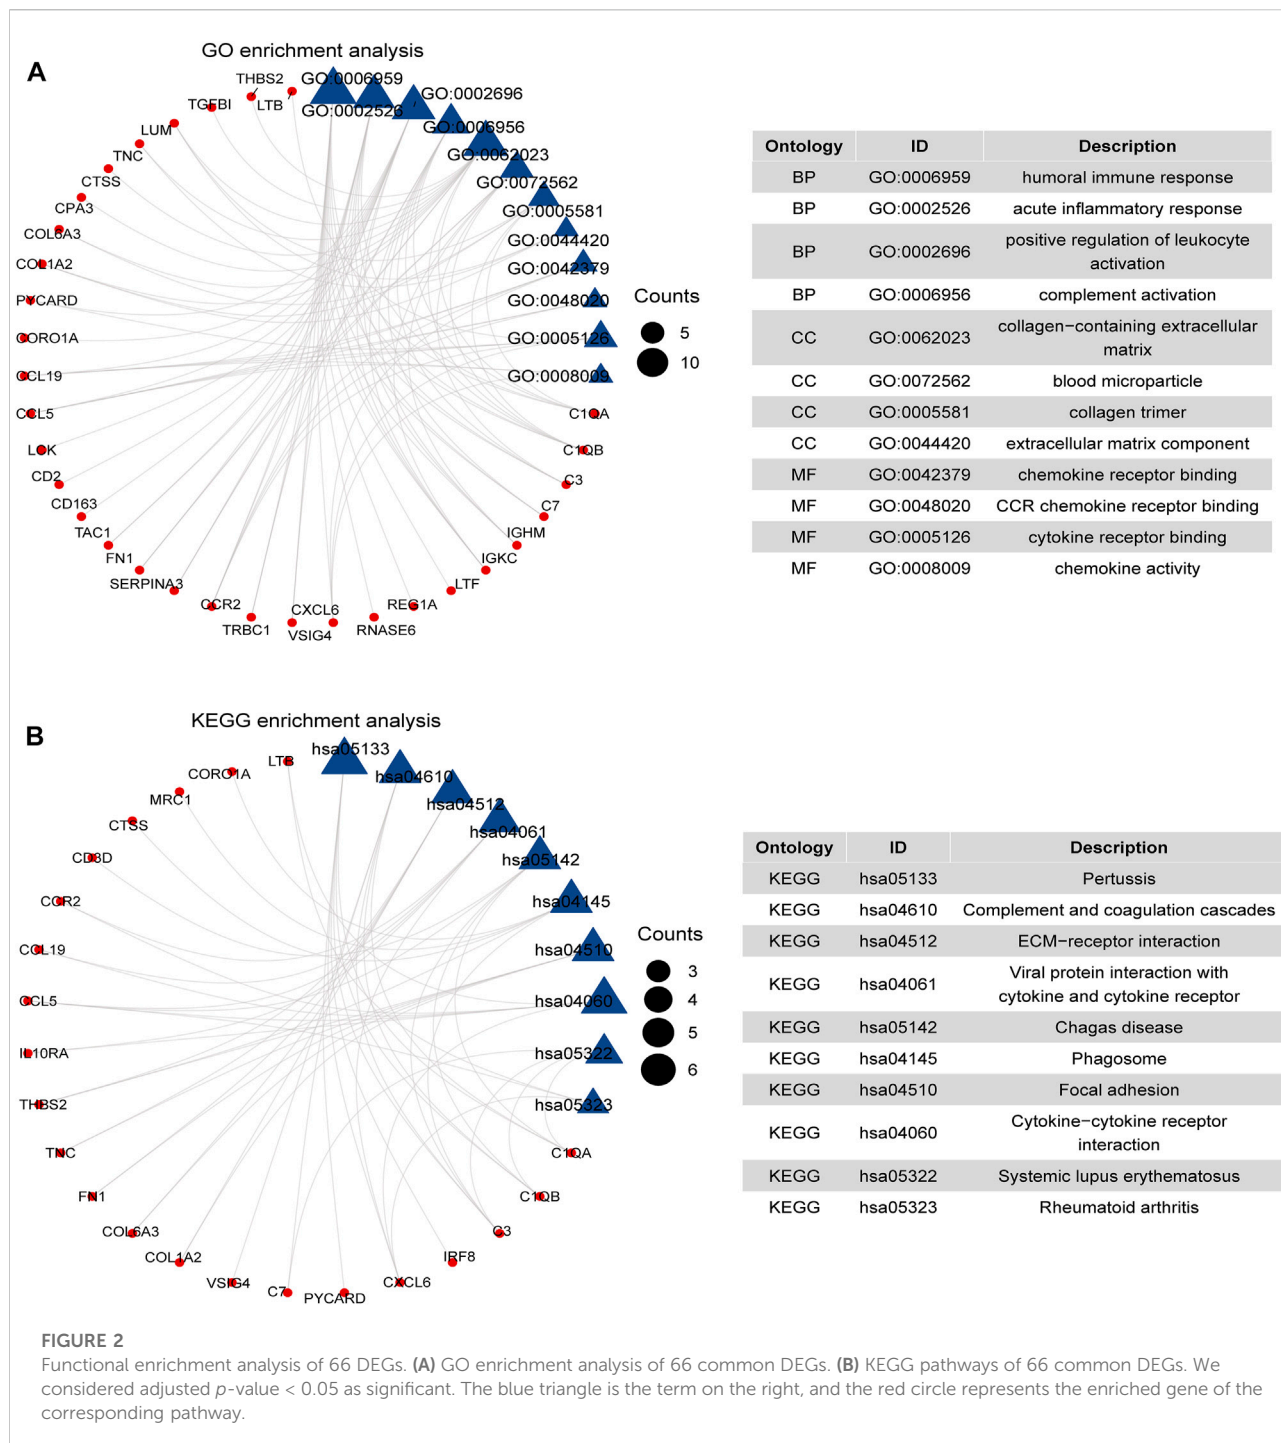 A
GO enrichment analysis
THBS2
LTB
TGFBI
LUM
TNC
CTSS
CPA3
COL6A3
COL1A2
PYCARD
CORO1A
CCL19
CCL5
LCK
CD2
CD163
TAC1
FN1
SERPINA3
CCR2
TRBC1
VSIG4
CXCL6
RNASE6
REG1A
LTF
IGKC
IGHM
C7
C3
C1QB
C1QA
GO:0006959
GO:0002526
GO:0002696
GO:0006956
GO:0062023
GO:0072562
GO:0005581
GO:0044420
GO:0042379
GO:0048020
GO:0005126
GO:0008009
Counts
5
10
Ontology ID Description
BP GO:0006959 humoral immune response
BP GO:0002526 acute inflammatory response
BP GO:0002696 positive regulation of leukocyte
activation
BP GO:0006956 complement activation
CC GO:0062023 collagen−containing extracellular
matrix
CC GO:0072562 blood microparticle
CC GO:0005581 collagen trimer
CC GO:0044420 extracellular matrix component
MF GO:0042379 chemokine receptor binding
MF GO:0048020 CCR chemokine receptor binding
MF GO:0005126 cytokine receptor binding
MF GO:0008009 chemokine activity
B
KEGG enrichment analysis
LTB
CORO1A
MRC1
CTSS
CD3D
CCR2
CCL19
CCL5
IL10RA
THBS2
TNC
FN1
COL6A3
COL1A2
VSIG4
C7
PYCARD
CXCL6
IRF8
C3
C1QB
C1QA
hsa05133
hsa04610
hsa04512
hsa04061
hsa05142
hsa04145
hsa04510
hsa04060
hsa05322
hsa05323
Counts
3
4
5
6
Ontology ID Description
KEGG hsa05133 Pertussis
KEGG hsa04610 Complement and coagulation cascades
KEGG hsa04512 ECM−receptor interaction
KEGG hsa04061 Viral protein interaction with
cytokine and cytokine receptor
KEGG hsa05142 Chagas disease
KEGG hsa04145 Phagosome
KEGG hsa04510 Focal adhesion
KEGG hsa04060 Cytokine−cytokine receptor
interaction
KEGG hsa05322 Systemic lupus erythematosus
KEGG hsa05323 Rheumatoid arthritis
FIGURE 2
Functional enrichment analysis of 66 DEGs. (A) GO enrichment analysis of 66 common DEGs. (B) KEGG pathways of 66 common DEGs. We
considered adjusted p-value < 0.05 as significant. The blue triangle is the term on the right, and the red circle represents the enriched gene of the
corresponding pathway.